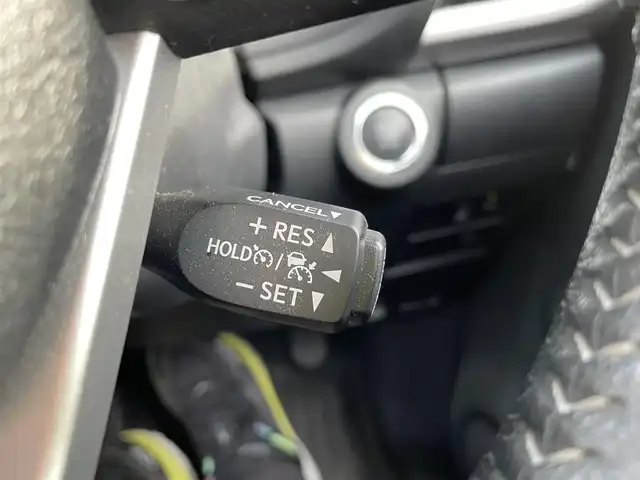 CANCEL▼
+ RES ▲
HOLD / ◄
− SET ▼